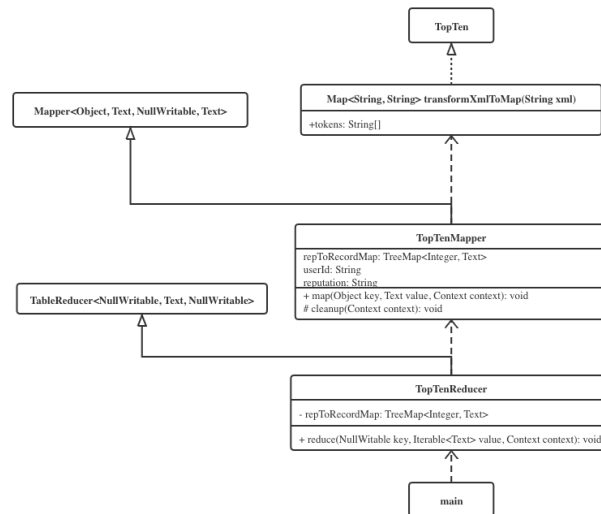 TopTen
Map<String, String> transformXmlToMap(String xml)
+tokens: String[]
Mapper<Object, Text, NullWritable, Text>
TopTenMapper
repToRecordMap: TreeMap<Integer, Text>
userId: String
reputation: String
+ map(Object key, Text value, Context context): void
# cleanup(Context context): void
TableReducer<NullWritable, Text, NullWritable>
TopTenReducer
- repToRecordMap: TreeMap<Integer, Text>
+ reduce(NullWitable key, Iterable<Text> value, Context context): void
main